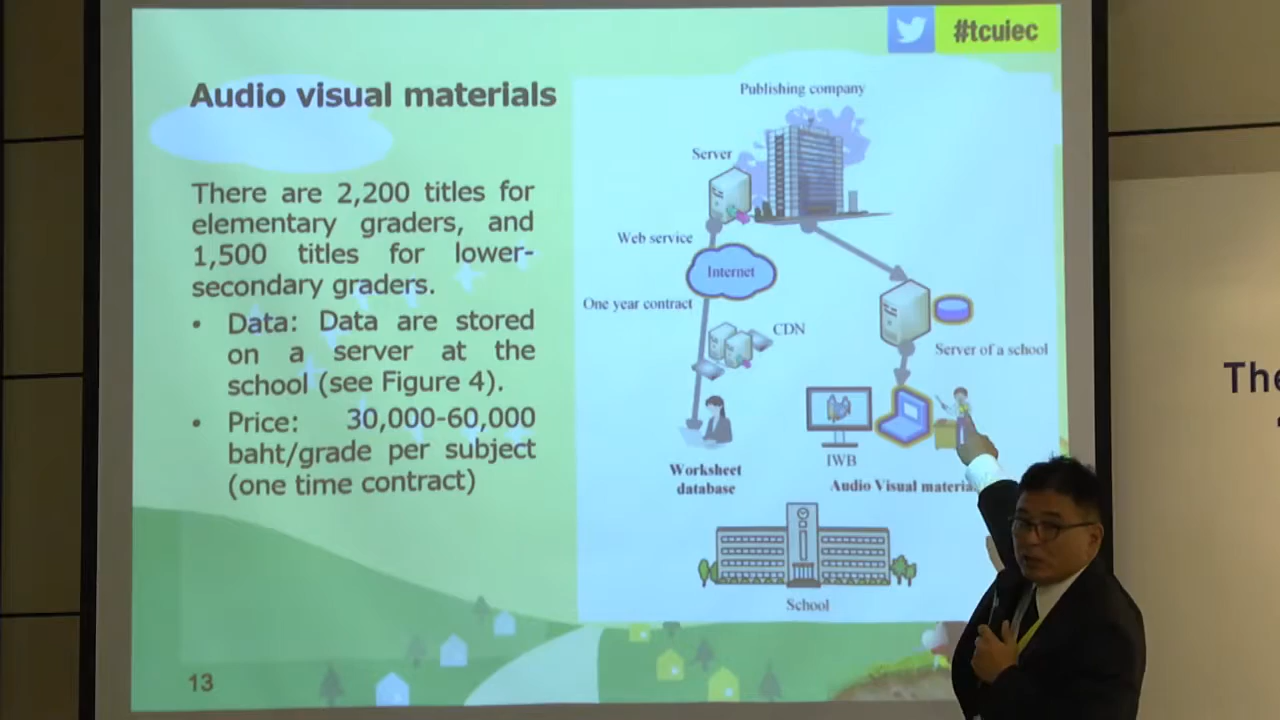 #tcuiec
Audio visual materials
There are 2,200 titles for
elementary graders, and
1,500 titles for lower-
secondary graders.
• Data: Data are stored
on a server at the
school (see Figure 4).
• Price: 30,000-60,000
baht/grade per subject
(one time contract)
13
Publishing company
Server
Web service
Internet
One year contract
CDN
Server of a school
IWB
Worksheet
database
Audio Visual materia
School
The